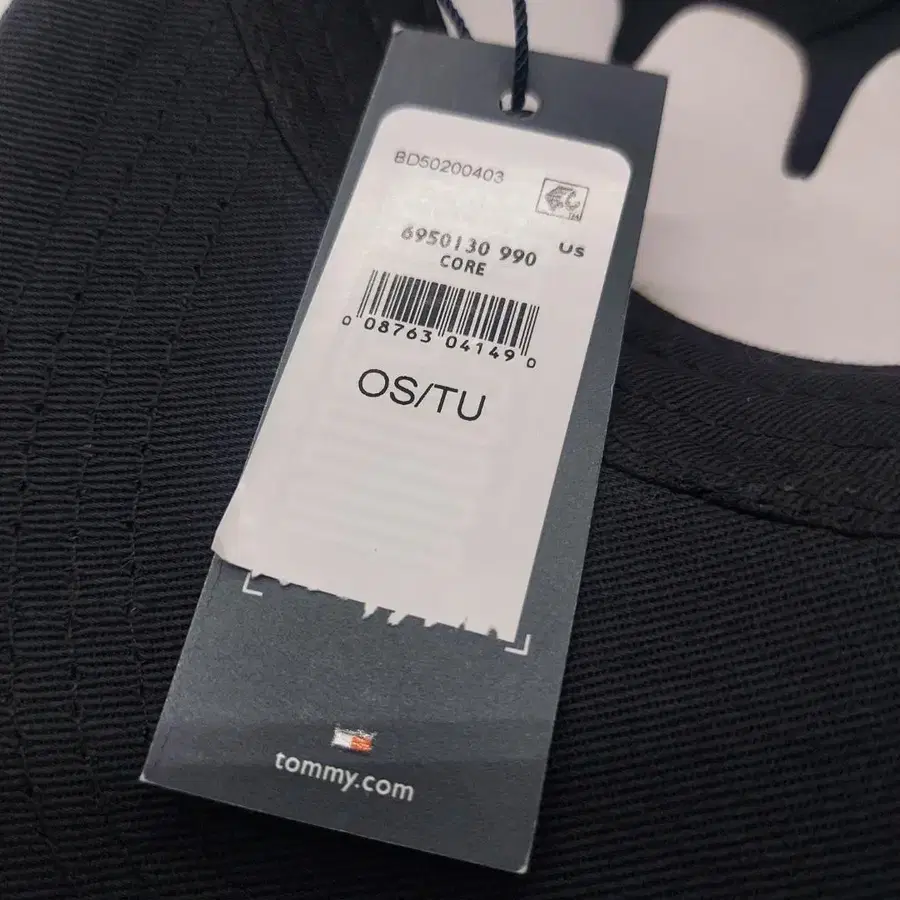 BD50200403
6950130 990 US
CORE
0 08763 04149 0
OS/TU
tommy.com